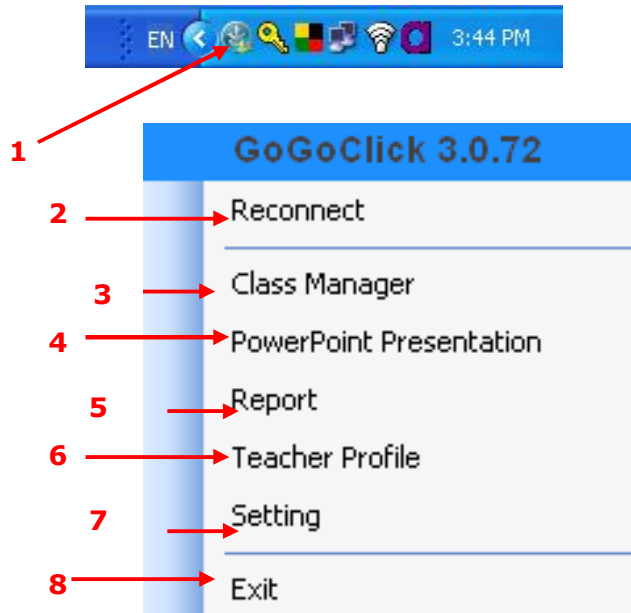 EN 3:44 PM
1
GoGoClick 3.0.72
2 Reconnect
3 Class Manager
4 PowerPoint Presentation
5 Report
6 Teacher Profile
7 Setting
8 Exit